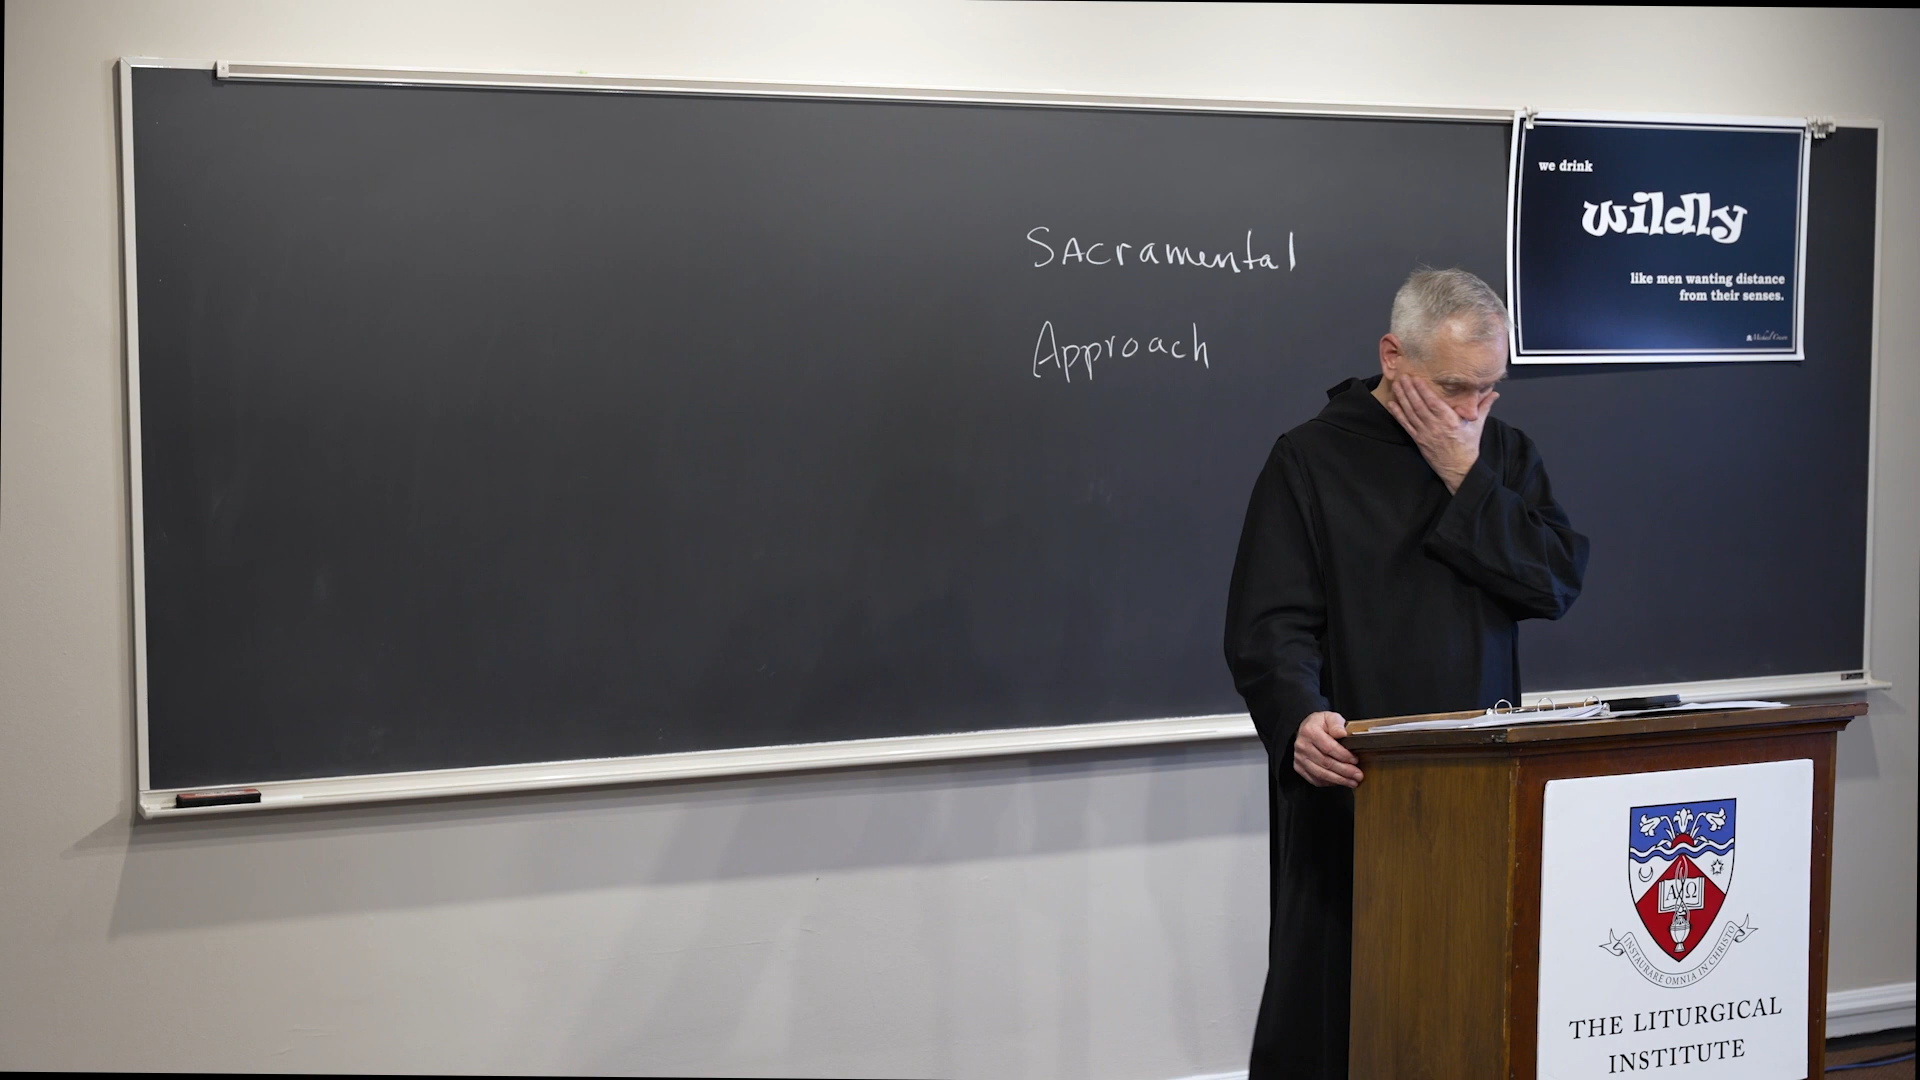 Sacramental
Approach
we drink
wildly
like men wanting distance
from their senses.
A Ω
INSTAURARE OMNIA IN CHRISTO
THE LITURGICAL
INSTITUTE